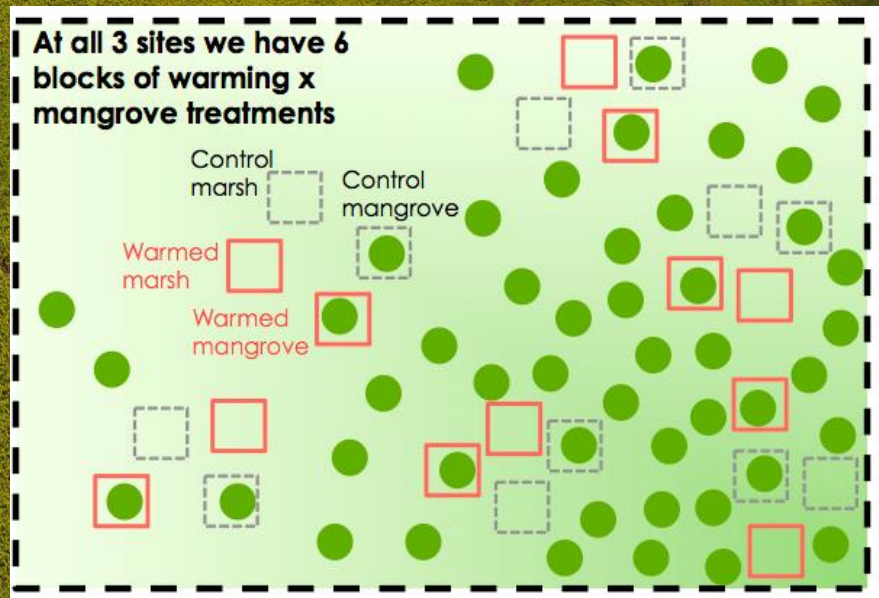 At all 3 sites we have 6
blocks of warming x
mangrove treatments
Control
marsh
Control
mangrove
Warmed
marsh
Warmed
mangrove